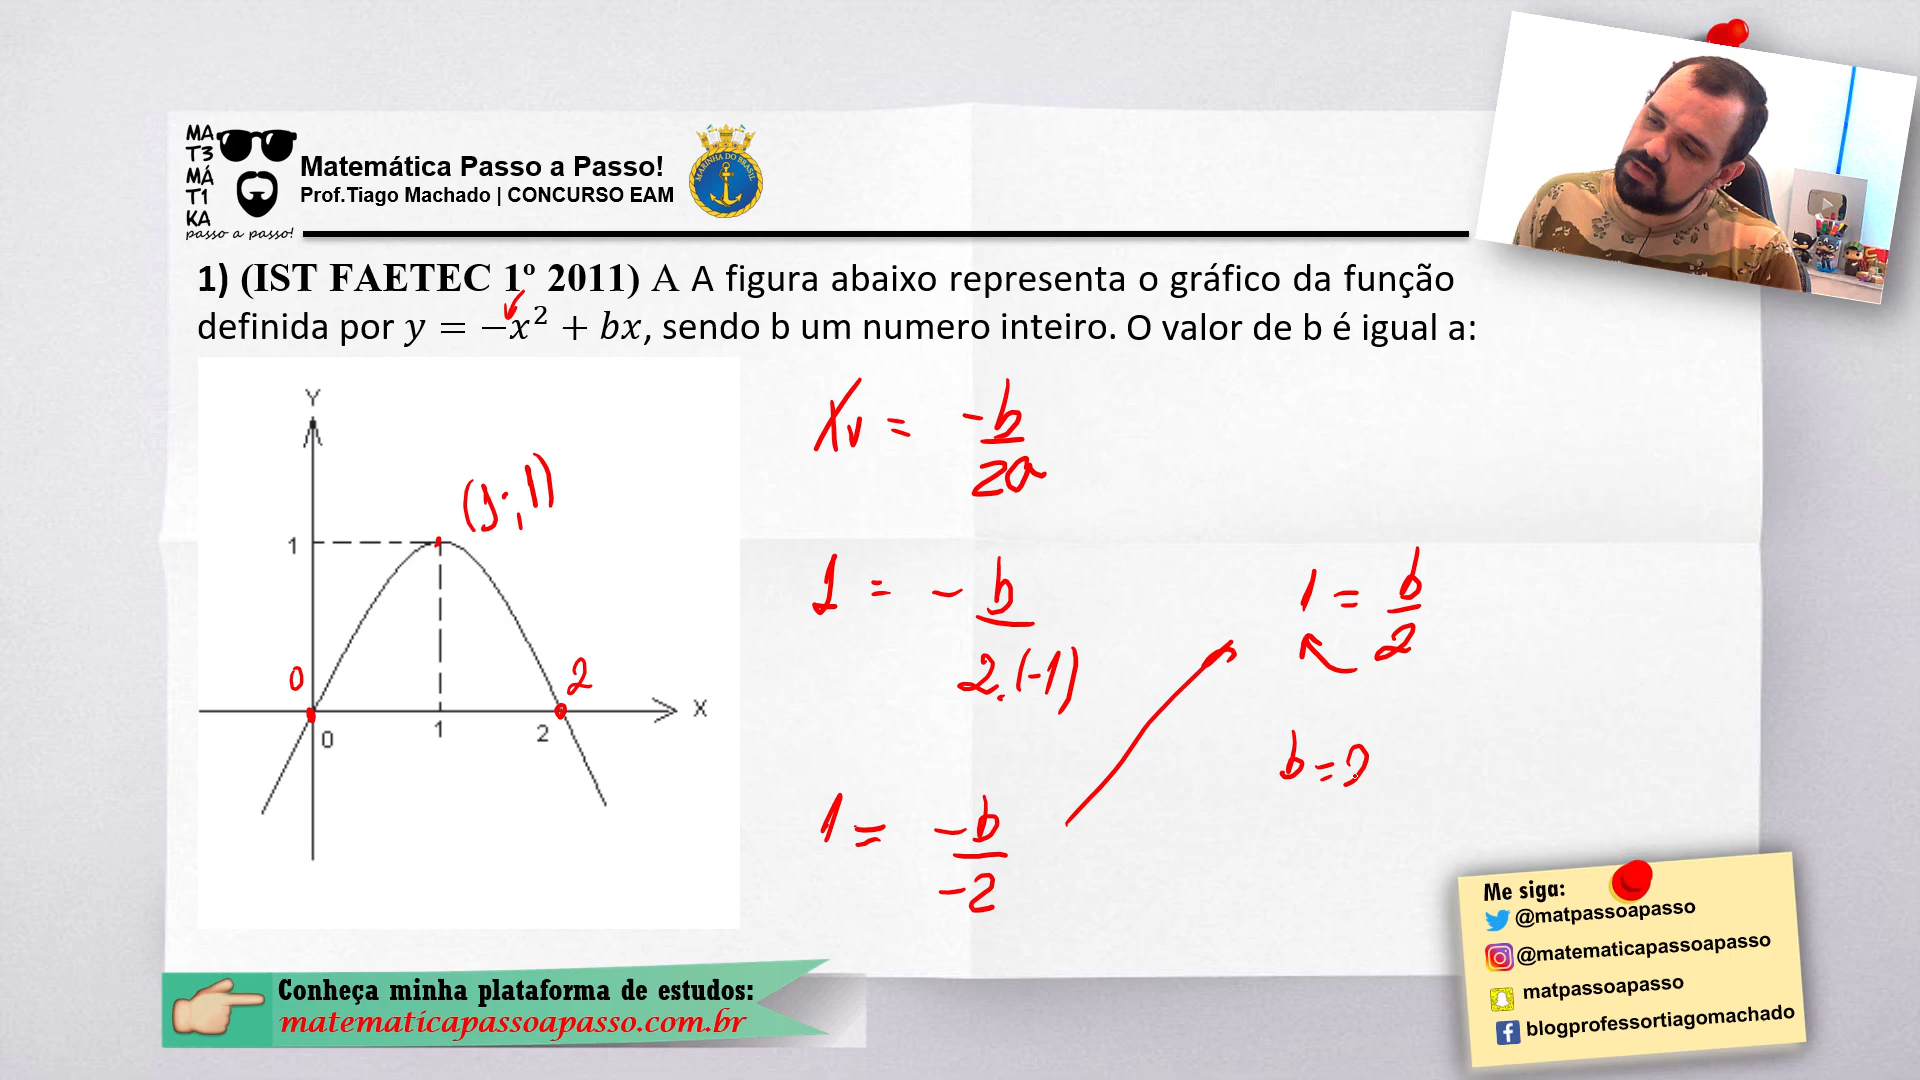 MA
T3
MÁ
T1
KA
passo a passo!
Matemática Passo a Passo!
Prof.Tiago Machado | CONCURSO EAM
MARINHA DO BRASIL
1) (IST FAETEC 1º 2011) A A figura abaixo representa o gráfico da função
definida por y = −x² + bx, sendo b um numero inteiro. O valor de b é igual a:
Y
(1;1)
1
0
2
X
0
1
2
Xv = -b/2a
1 = -b/2.(-1)
1 = -b/-2
1 = b/2
b=2
Conheça minha plataforma de estudos:
matematicapassoapasso.com.br
Me siga:
@matpassoapasso
@matematicapassoapasso
matpassoapasso
blogprofessortiagomachado